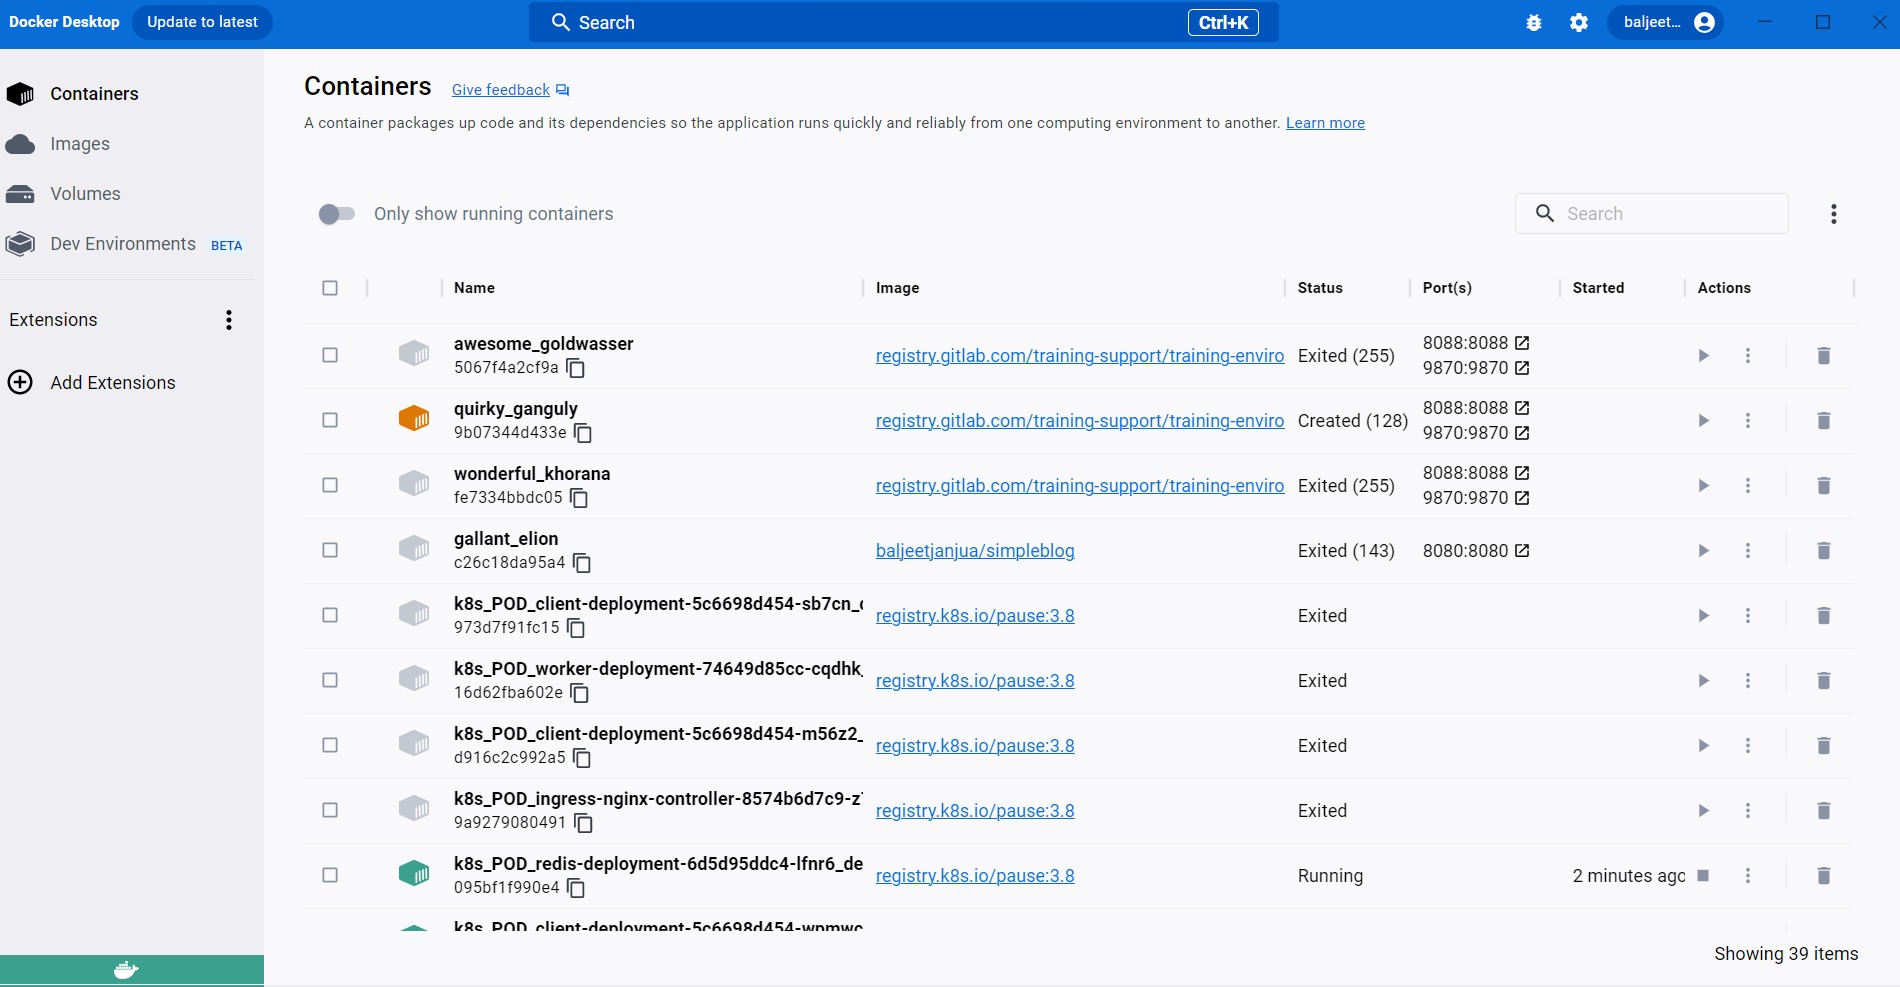 Docker Desktop Update to latest Search Ctrl+K baljeet...
Containers
Images
Volumes
Dev Environments BETA
Extensions
Add Extensions
Containers Give feedback
A container packages up code and its dependencies so the application runs quickly and reliably from one computing environment to another. Learn more
Only show running containers Search
Name Image Status Port(s) Started Actions
awesome_goldwasser
5067f4a2cf9a
registry.gitlab.com/training-support/training-enviro Exited (255)
8088:8088
9870:9870
quirky_ganguly
9b07344d433e
registry.gitlab.com/training-support/training-enviro Created (128)
8088:8088
9870:9870
wonderful_khorana
fe7334bbdc05
registry.gitlab.com/training-support/training-enviro Exited (255)
8088:8088
9870:9870
gallant_elion
c26c18da95a4
baljeetjanjua/simpleblog Exited (143) 8080:8080
k8s_POD_client-deployment-5c6698d454-sb7cn_
973d7f91fc15
registry.k8s.io/pause:3.8 Exited
k8s_POD_worker-deployment-74649d85cc-cqdhk_
16d62fba602e
registry.k8s.io/pause:3.8 Exited
k8s_POD_client-deployment-5c6698d454-m56z2_
d916c2c992a5
registry.k8s.io/pause:3.8 Exited
k8s_POD_ingress-nginx-controller-8574b6d7c9-z
9a9279080491
registry.k8s.io/pause:3.8 Exited
k8s_POD_redis-deployment-6d5d95ddc4-lfnr6_de
095bf1f990e4
registry.k8s.io/pause:3.8 Running 2 minutes ago
k8s_POD_client-deployment-5c6698d454-wpmwc
Showing 39 items